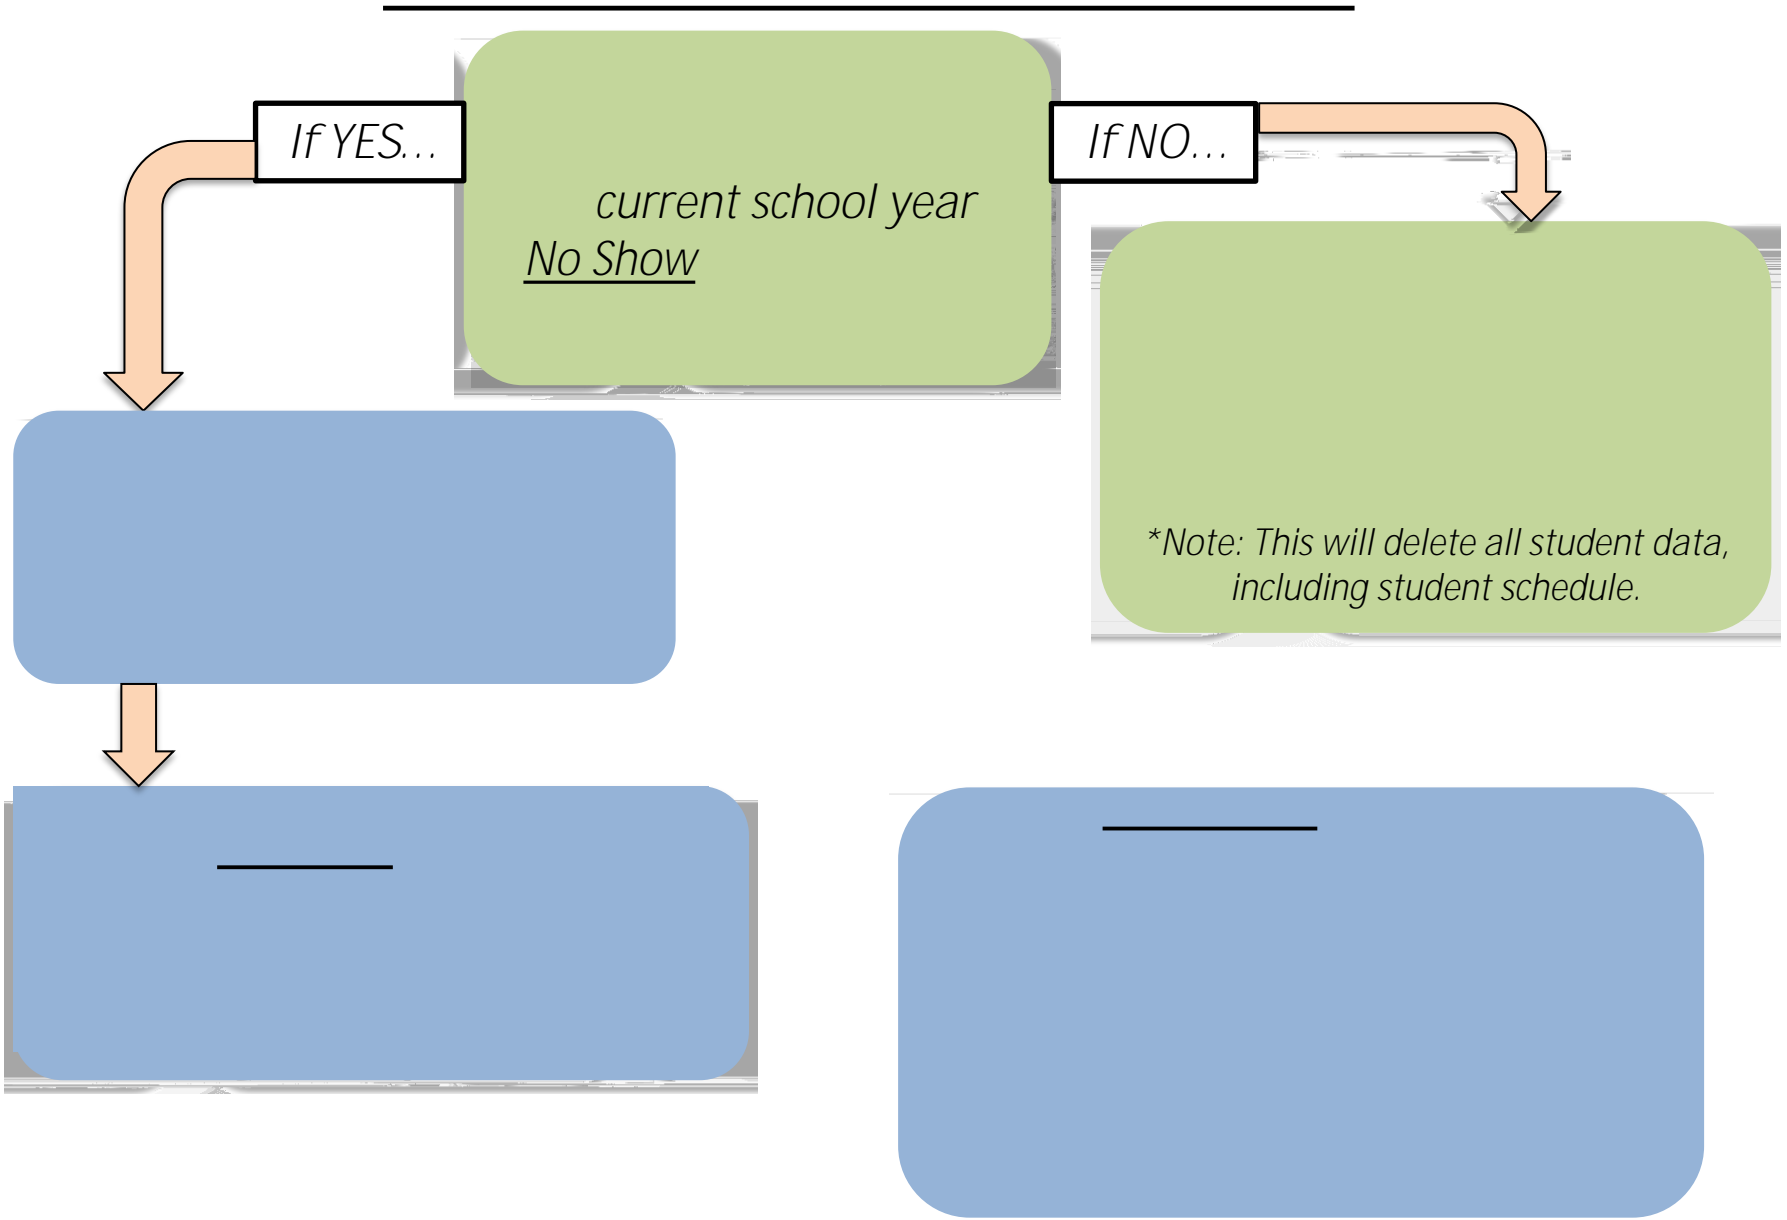 If YES...
If NO...
current school year
No Show
*Note: This will delete all student data,
including student schedule.